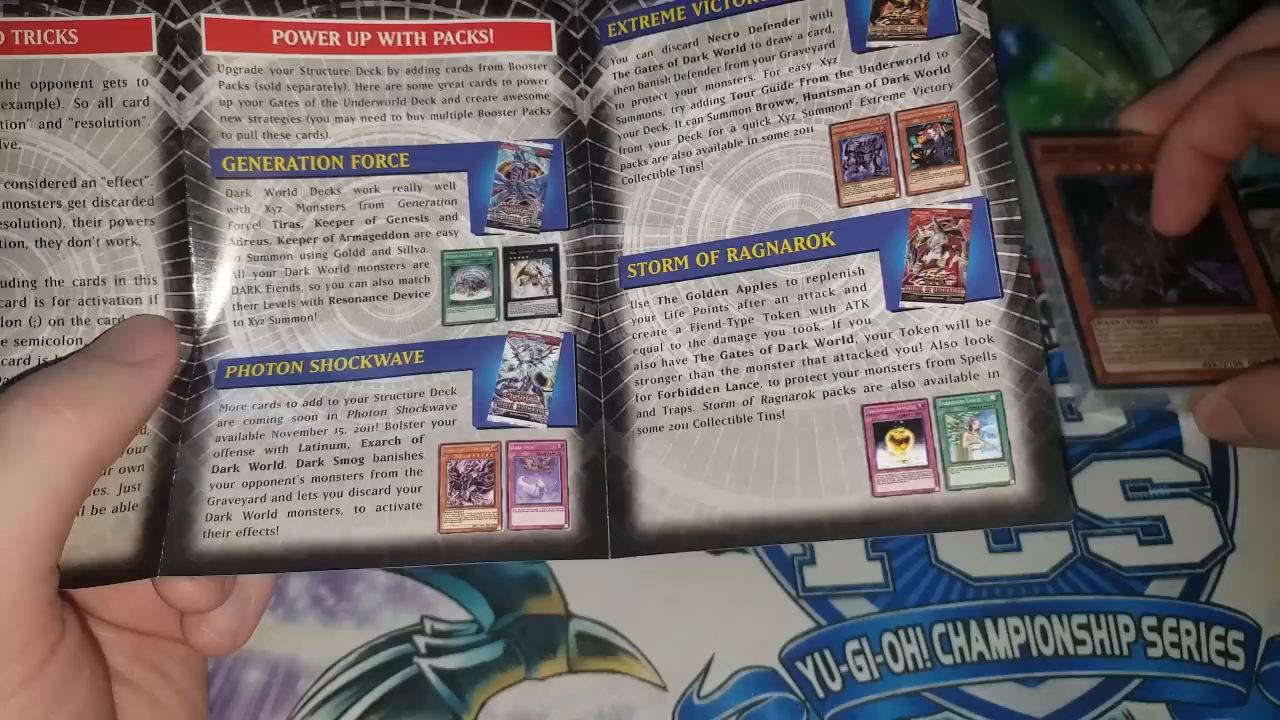 TRICKS
the opponent gets to
example). So all card
tion" and "resolution".
lve.
considered an "effect".
monsters get discarded
esolution), their powers
tion, they don't work.
uding the cards in this
card is for activation if
lon (;) on the card,
e semicolon,
card is
our
ur own
es. Just
l be able
POWER UP WITH PACKS!
Upgrade your Structure Deck by adding cards from Booster
Packs (sold separately). Here are some great cards to power
up your Gates of the Underworld Deck and create awesome
new strategies (you may need to buy multiple Booster Packs
to pull these cards).
GENERATION FORCE
Dark World Decks work really well
with Xyz Monsters from Generation
Force! Tiras, Keeper of Genesis and
Adreus, Keeper of Armageddon are easy
to Summon using Goldd and Sillva.
All your Dark World monsters are
DARK Fiends, so you can also match
their Levels with Resonance Device
to Xyz Summon!
PHOTON SHOCKWAVE
More cards to add to your Structure Deck
are coming soon in Photon Shockwave
available November 15, 2011! Bolster your
offense with Latinum, Exarch of
Dark World. Dark Smog banishes
your opponent's monsters from the
Graveyard and lets you discard your
Dark World monsters, to activate
their effects!
EXTREME VICTOR
You can discard Necro Defender with
The Gates of Dark World to draw a card,
then banish Defender from your Graveyard
to protect your monsters. For easy Xyz
Summons, try adding Tour Guide From the Underworld to
your Deck. It can Summon Broww, Huntsman of Dark World
from your Deck for a quick Xyz Summon! Extreme Victory
packs are also available in some 2011
Collectible Tins!
STORM OF RAGNAROK
Use The Golden Apples to replenish
your Life Points after an attack and
create a Fiend-Type Token with ATK
equal to the damage you took. If you
also have The Gates of Dark World, your Token will be
stronger than the monster that attacked you! Also look
for Forbidden Lance, to protect your monsters from Spells
and Traps. Storm of Ragnarok packs are also available in
some 2011 Collectible Tins!
YU-GI-OH! CHAMPIONSHIP SERIES